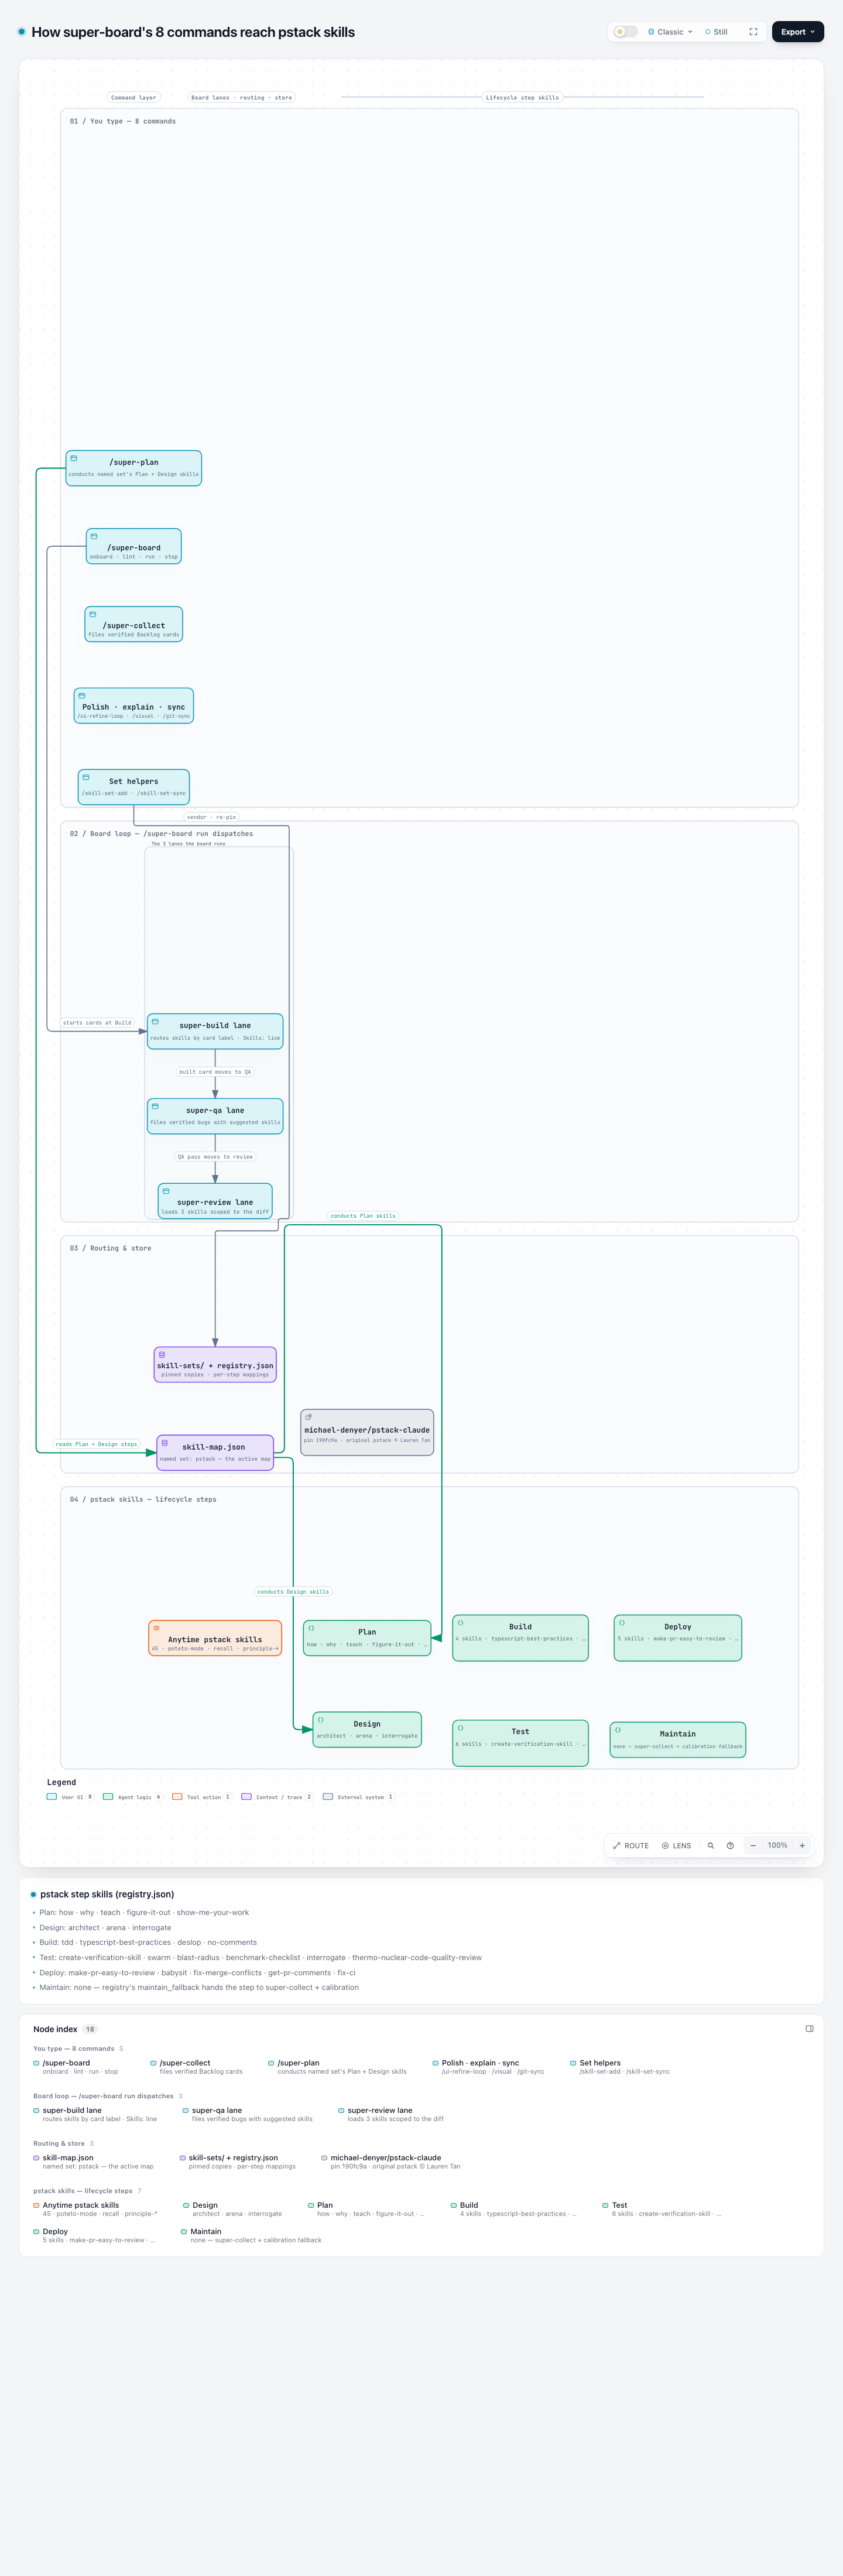 How super-board's 8 commands reach pstack skills
Classic
Still
Export
Command layer
Board lanes · routing · store
Lifecycle step skills
01 / You type — 8 commands
/super-plan
conducts named set's Plan + Design skills
/super-board
onboard · lint · run · stop
/super-collect
files verified Backlog cards
Polish · explain · sync
/ui-refine-loop · /visual · /git-sync
Set helpers
/skill-set-add · /skill-set-sync
vendor · re-pin
02 / Board loop — /super-board run dispatches
The 3 lanes the board runs
super-build lane
routes skills by card label · Skills: line
starts cards at Build
built card moves to QA
super-qa lane
files verified bugs with suggested skills
QA pass moves to review
super-review lane
loads 3 skills scoped to the diff
conducts Plan skills
03 / Routing & store
skill-sets/ + registry.json
pinned copies · per-step mappings
michael-denyer/pstack-claude
pin 190fc9a · original pstack © Lauren Tan
skill-map.json
named set: pstack — the active map
reads Plan + Design steps
04 / pstack skills — lifecycle steps
conducts Design skills
Anytime pstack skills
45 · poteto-mode · recall · principle-*
Plan
how · why · teach · figure-it-out · …
Build
4 skills · typescript-best-practices · …
Deploy
5 skills · make-pr-easy-to-review · …
Design
architect · arena · interrogate
Test
6 skills · create-verification-skill · …
Maintain
none — super-collect + calibration fallback
Legend
User UI 8
Agent logic 6
Tool action 1
Context / trace 2
External system 1
ROUTE
LENS
100%
pstack step skills (registry.json)
Plan: how · why · teach · figure-it-out · show-me-your-work
Design: architect · arena · interrogate
Build: tdd · typescript-best-practices · deslop · no-comments
Test: create-verification-skill · swarm · blast-radius · benchmark-checklist · interrogate · thermo-nuclear-code-quality-review
Deploy: make-pr-easy-to-review · babysit · fix-merge-conflicts · get-pr-comments · fix-ci
Maintain: none — registry's maintain_fallback hands the step to super-collect + calibration
Node index 18
You type — 8 commands 5
/super-board
onboard · lint · run · stop
/super-collect
files verified Backlog cards
/super-plan
conducts named set's Plan + Design skills
Polish · explain · sync
/ui-refine-loop · /visual · /git-sync
Set helpers
/skill-set-add · /skill-set-sync
Board loop — /super-board run dispatches 3
super-build lane
routes skills by card label · Skills: line
super-qa lane
files verified bugs with suggested skills
super-review lane
loads 3 skills scoped to the diff
Routing & store 3
skill-map.json
named set: pstack — the active map
skill-sets/ + registry.json
pinned copies · per-step mappings
michael-denyer/pstack-claude
pin 190fc9a · original pstack © Lauren Tan
pstack skills — lifecycle steps 7
Anytime pstack skills
45 · poteto-mode · recall · principle-*
Design
architect · arena · interrogate
Plan
how · why · teach · figure-it-out · …
Build
4 skills · typescript-best-practices · …
Test
6 skills · create-verification-skill · …
Deploy
5 skills · make-pr-easy-to-review · …
Maintain
none — super-collect + calibration fallback